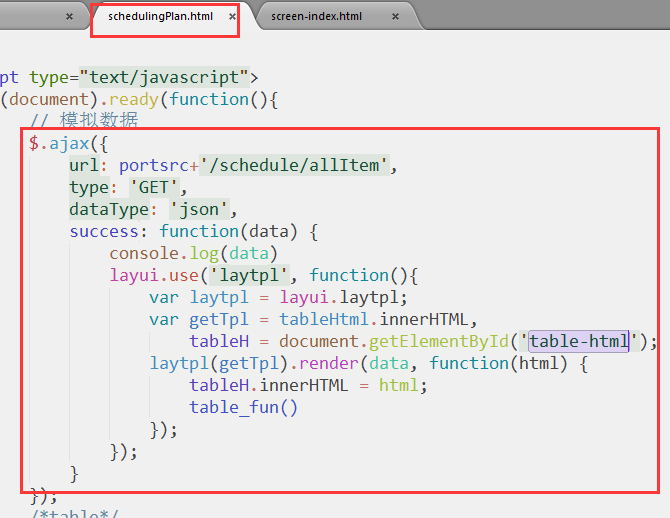 × schedulingPlan.html × screen-index.html ×
pt type="text/javascript">
(document).ready(function(){
// 模拟数据
$.ajax({
url: portsrc+'/schedule/allItem',
type: 'GET',
dataType: 'json',
success: function(data) {
console.log(data)
layui.use('laytpl', function(){
var laytpl = layui.laytpl;
var getTpl = tableHtml.innerHTML,
tableH = document.getElementById('table-html');
laytpl(getTpl).render(data, function(html) {
tableH.innerHTML = html;
table_fun()
});
});
}
});
/*table*/